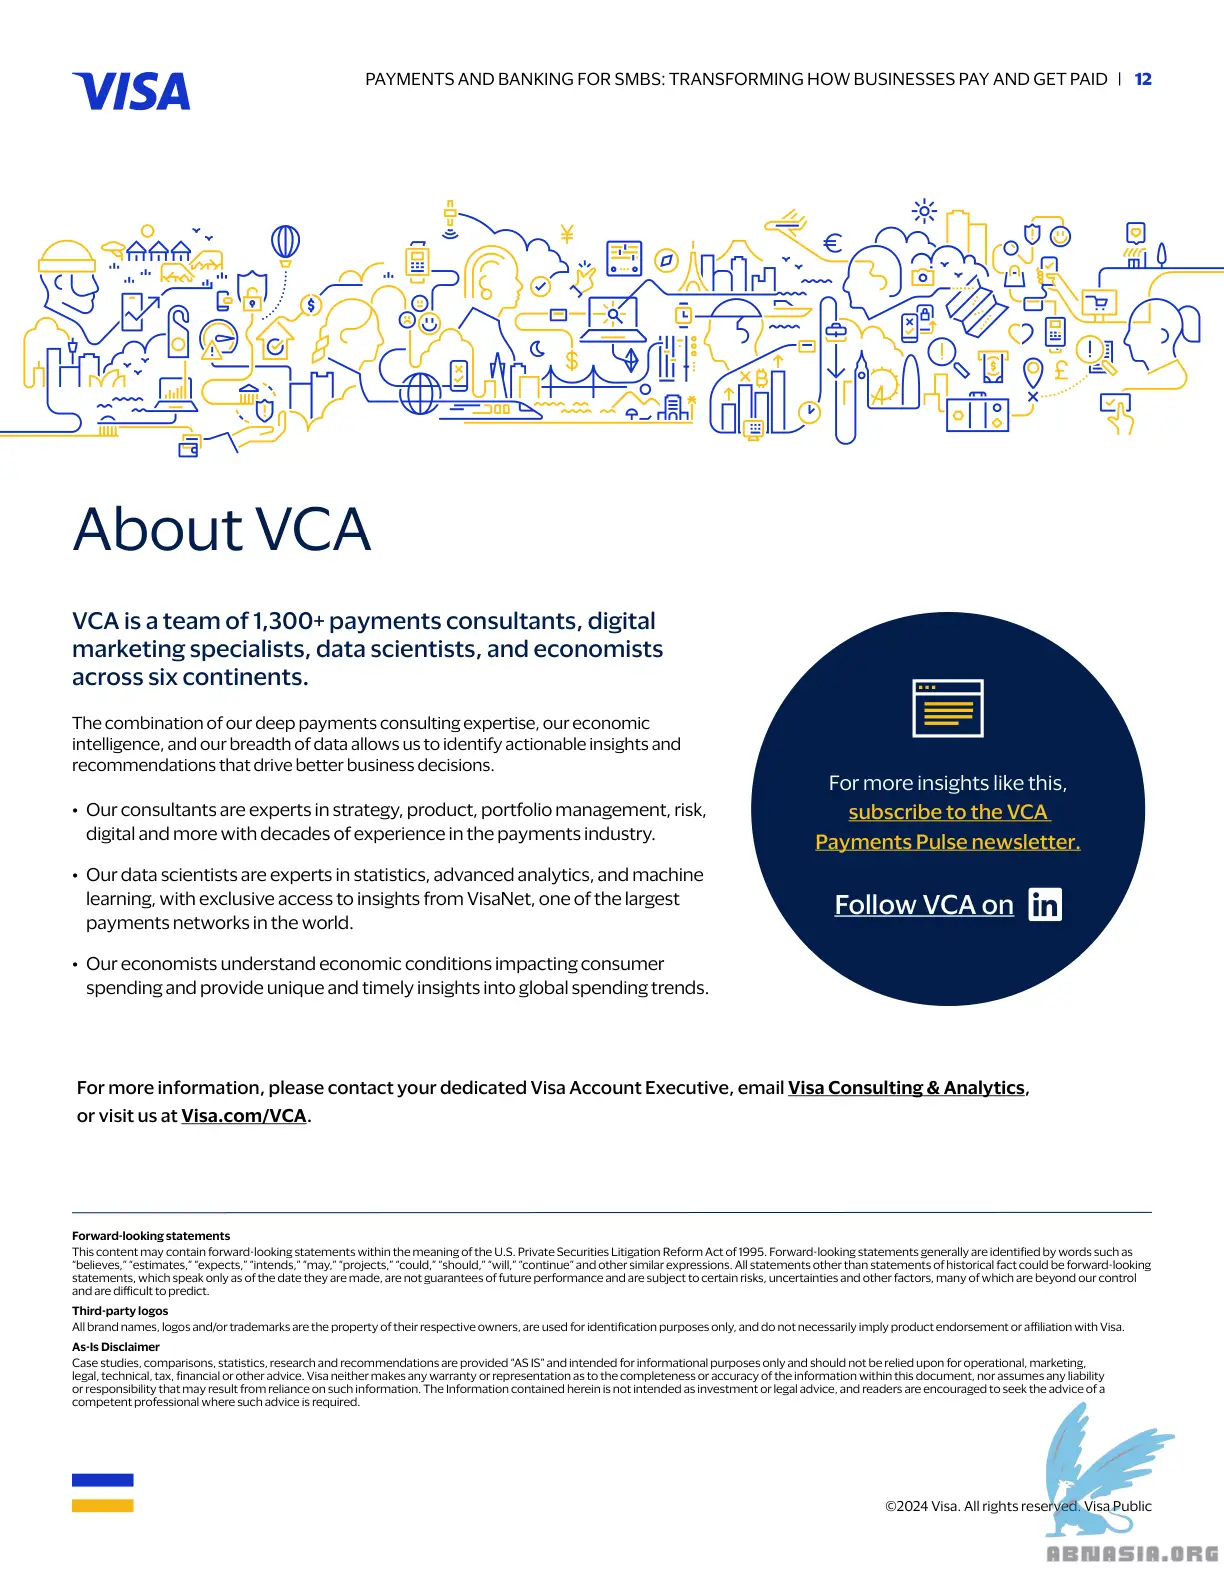 VISA
PAYMENTS AND BANKING FOR SMBS: TRANSFORMING HOW BUSINESSES PAY AND GET PAID | 12
About VCA
VCA is a team of 1,300+ payments consultants, digital
marketing specialists, data scientists, and economists
across six continents.
The combination of our deep payments consulting expertise, our economic
intelligence, and our breadth of data allows us to identify actionable insights and
recommendations that drive better business decisions.
• Our consultants are experts in strategy, product, portfolio management, risk,
digital and more with decades of experience in the payments industry.
• Our data scientists are experts in statistics, advanced analytics, and machine
learning, with exclusive access to insights from VisaNet, one of the largest
payments networks in the world.
• Our economists understand economic conditions impacting consumer
spending and provide unique and timely insights into global spending trends.
For more insights like this,
subscribe to the VCA
Payments Pulse newsletter.
Follow VCA on in
For more information, please contact your dedicated Visa Account Executive, email Visa Consulting & Analytics,
or visit us at Visa.com/VCA.
Forward-looking statements
This content may contain forward-looking statements within the meaning of the U.S. Private Securities Litigation Reform Act of 1995. Forward-looking statements generally are identified by words such as
“believes,” “estimates,” “expects,” “intends,” “may,” “projects,” “could,” “should,” “will,” “continue” and other similar expressions. All statements other than statements of historical fact could be forward-looking
statements, which speak only as of the date they are made, are not guarantees of future performance and are subject to certain risks, uncertainties and other factors, many of which are beyond our control
and are difficult to predict.
Third-party logos
All brand names, logos and/or trademarks are the property of their respective owners, are used for identification purposes only, and do not necessarily imply product endorsement or affiliation with Visa.
As-Is Disclaimer
Case studies, comparisons, statistics, research and recommendations are provided “AS IS” and intended for informational purposes only and should not be relied upon for operational, marketing,
legal, technical, tax, financial or other advice. Visa neither makes any warranty or representation as to the completeness or accuracy of the information within this document, nor assumes any liability
or responsibility that may result from reliance on such information. The Information contained herein is not intended as investment or legal advice, and readers are encouraged to seek the advice of a
competent professional where such advice is required.
©2024 Visa. All rights reserved. Visa Public
ABNASIA.ORG